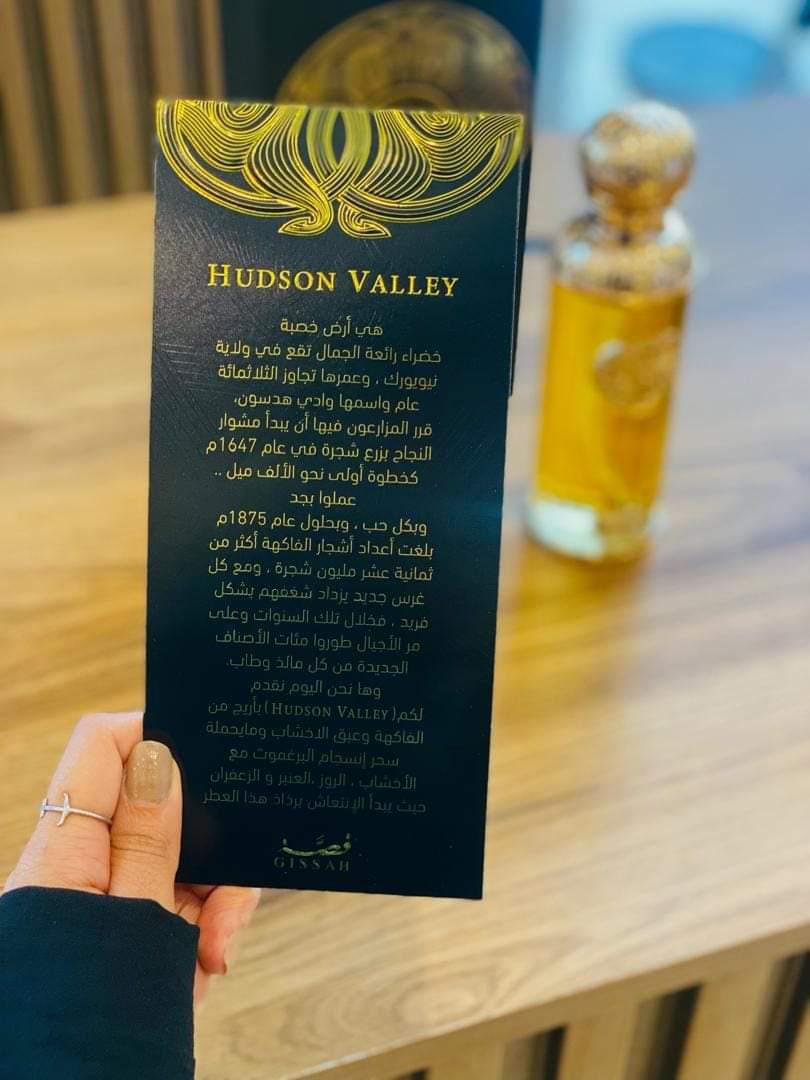 HUDSON VALLEY
هي أرض خصبة
خضراء رائعة الجمال تقع في ولاية
نيويورك ، وعمرها تجاوز الثلاثمائة
عام واسمها وادي هدسون،
قرر المزارعون فيها أن يبدأ مشوار
النجاح بزرع شجرة في عام 1647م
كخطوة أولى نحو الألف ميل ..
عملوا بجد
وبكل حب ، وبحلول عام 1875م
بلغت أعداد أشجار الفاكهة أكثر من
ثمانية عشر مليون شجرة ، ومع كل
غرس جديد يزداد شغفهم بشكل
فريد ، فخلال تلك السنوات وعلى
مر الأجيال طوروا مئات الأصناف
الجديدة من كل مالذ وطاب.
وها نحن اليوم نقدم
لكم (HUDSON VALLEY) بأريج من
الفاكهة وعبق الاخشاب ومايحملة
سحر إنسجام البرغموت مع
الأخشاب ، الروز ,العنبر و الزعفران
حيث يبدأ الإنتعاش برذاذ هذا العطر
قصة
GISSAH